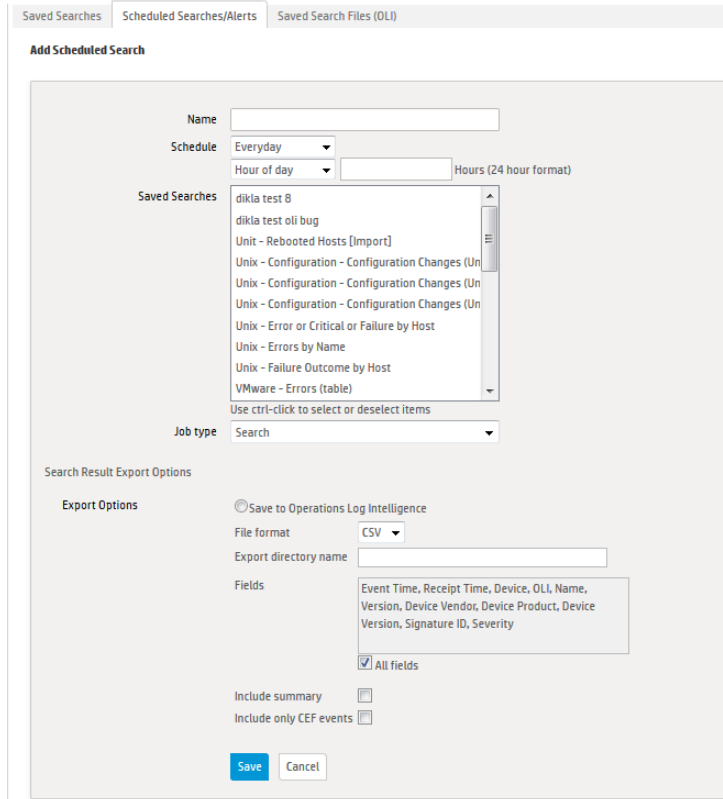 Saved Searches Scheduled Searches/Alerts Saved Search Files (OLI)
Add Scheduled Search
Name
Schedule Everyday
Hour of day Hours (24 hour format)
Saved Searches dikla test 8
dikla test oli bug
Unit - Rebooted Hosts [Import]
Unix - Configuration - Configuration Changes (Un
Unix - Configuration - Configuration Changes (Un
Unix - Configuration - Configuration Changes (Un
Unix - Error or Critical or Failure by Host
Unix - Errors by Name
Unix - Failure Outcome by Host
VMware - Errors (table)
Use ctrl-click to select or deselect items
Job type Search
Search Result Export Options
Export Options Save to Operations Log Intelligence
File format CSV
Export directory name
Fields Event Time, Receipt Time, Device, OLI, Name,
Version, Device Vendor, Device Product, Device
Version, Signature ID, Severity
All fields
Include summary
Include only CEF events
Save Cancel